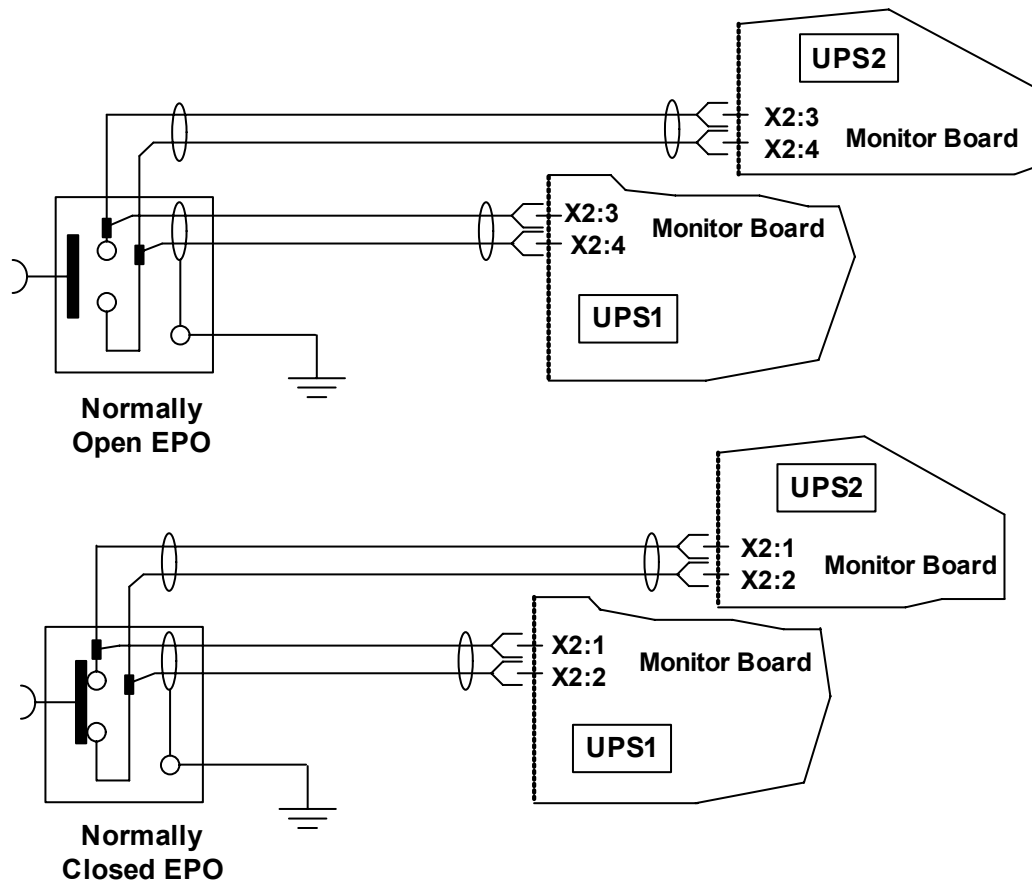 UPS2
X2:3
Monitor Board
X2:4
X2:3
Monitor Board
X2:4
UPS1
Normally
Open EPO
UPS2
X2:1
Monitor Board
X2:2
X2:1
Monitor Board
X2:2
UPS1
Normally
Closed EPO